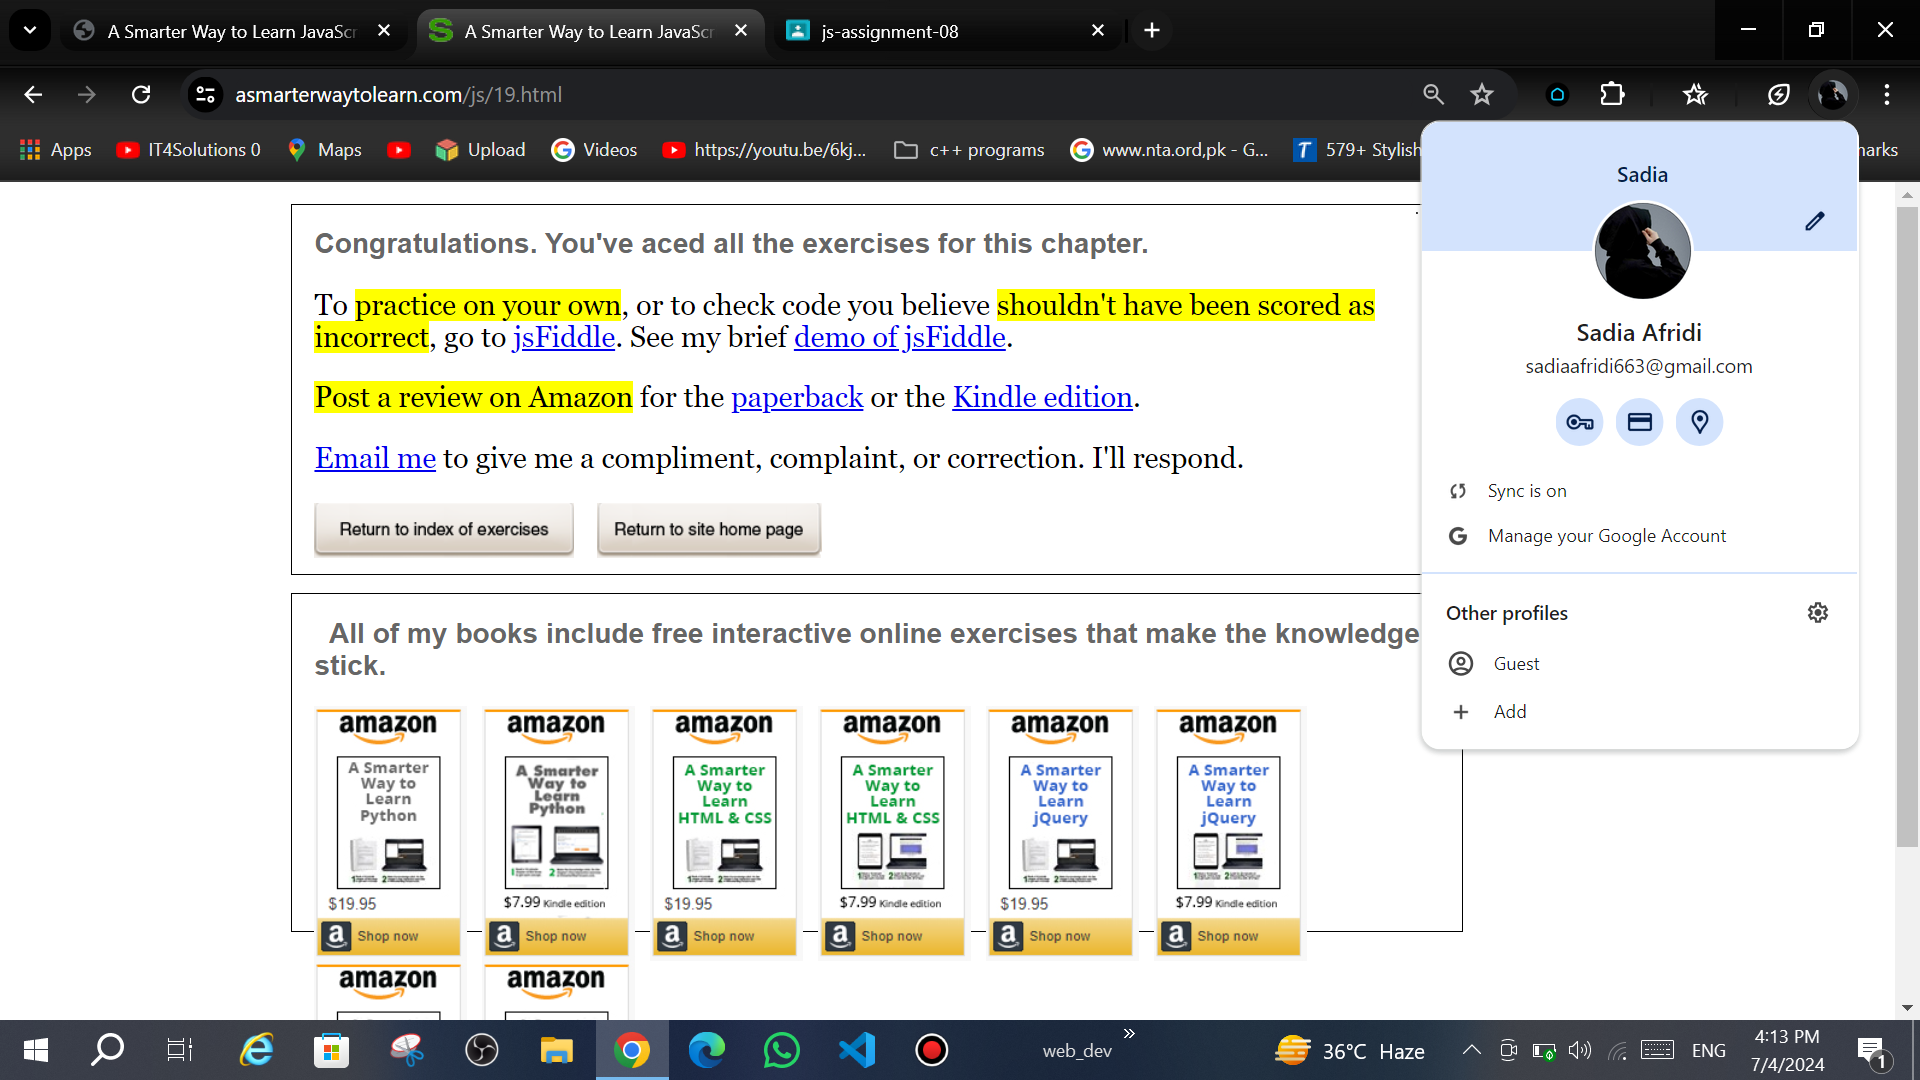 A Smarter Way to Learn JavaScr
A Smarter Way to Learn JavaScr
js-assignment-08
asmarterwaytolearn.com/js/19.html
Apps
IT4Solutions 0
Maps
Upload
Videos
https://youtu.be/6kj...
c++ programs
www.nta.ord,pk - G...
579+ Stylish
narks
Congratulations. You've aced all the exercises for this chapter.
To practice on your own, or to check code you believe shouldn't have been scored as
incorrect, go to jsFiddle. See my brief demo of jsFiddle.
Post a review on Amazon for the paperback or the Kindle edition.
Email me to give me a compliment, complaint, or correction. I'll respond.
Return to index of exercises
Return to site home page
All of my books include free interactive online exercises that make the knowledge
stick.
amazon
A Smarter
Way to
Learn
Python
$19.95
Shop now
amazon
A Smarter
Way to
Learn
Python
$7.99 Kindle edition
Shop now
amazon
A Smarter
Way to
Learn
HTML & CSS
$19.95
Shop now
amazon
A Smarter
Way to
Learn
HTML & CSS
$7.99 Kindle edition
Shop now
amazon
A Smarter
Way to
Learn
jQuery
$19.95
Shop now
amazon
A Smarter
Way to
Learn
jQuery
$7.99 Kindle edition
Shop now
amazon
amazon
Sadia
Sadia Afridi
sadiaafridi663@gmail.com
Sync is on
Manage your Google Account
Other profiles
Guest
Add
web_dev
36°C Haze
ENG
4:13 PM
7/4/2024
1